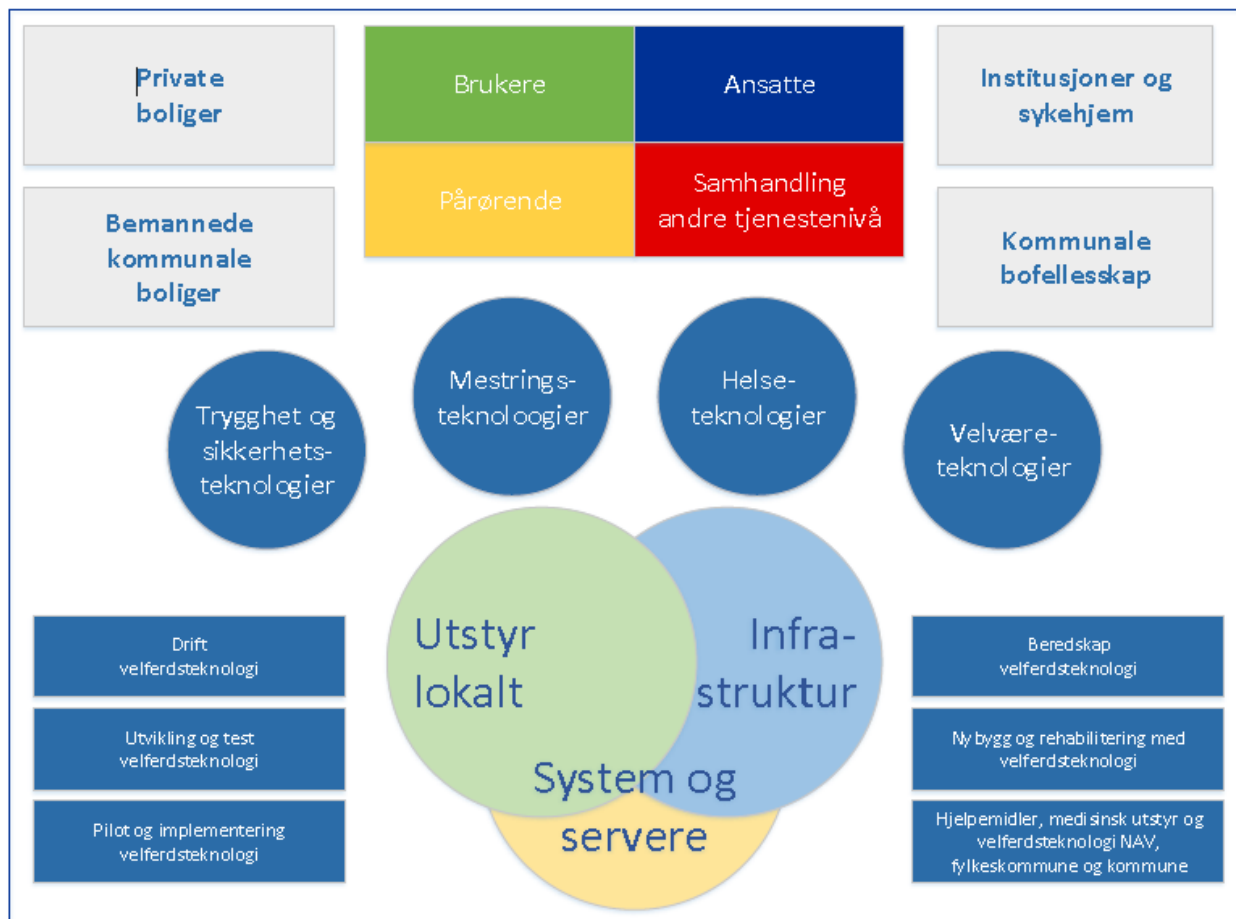 Private
boliger
Brukere
Ansatte
Institusjoner og
sykehjem
Pårørende
Samhandling
andre tjenestenivå
Bemannede
kommunale
boliger
Kommunale
bofellesskap
Trygghet og
sikkerhets-
teknologier
Mestrings-
teknoloogier
Helse-
teknologier
Velvære-
teknologier
Utstyr
lokalt
Infra-
struktur
System og
servere
Drift
velferdsteknologi
Utvikling og test
velferdsteknologi
Pilot og implementering
velferdsteknologi
Beredskap
velferdsteknologi
Nybygg og rehabilitering med
velferdsteknologi
Hjelpemidler, medisinsk utstyr og
velferdsteknologi NAV,
fylkeskommune og kommune